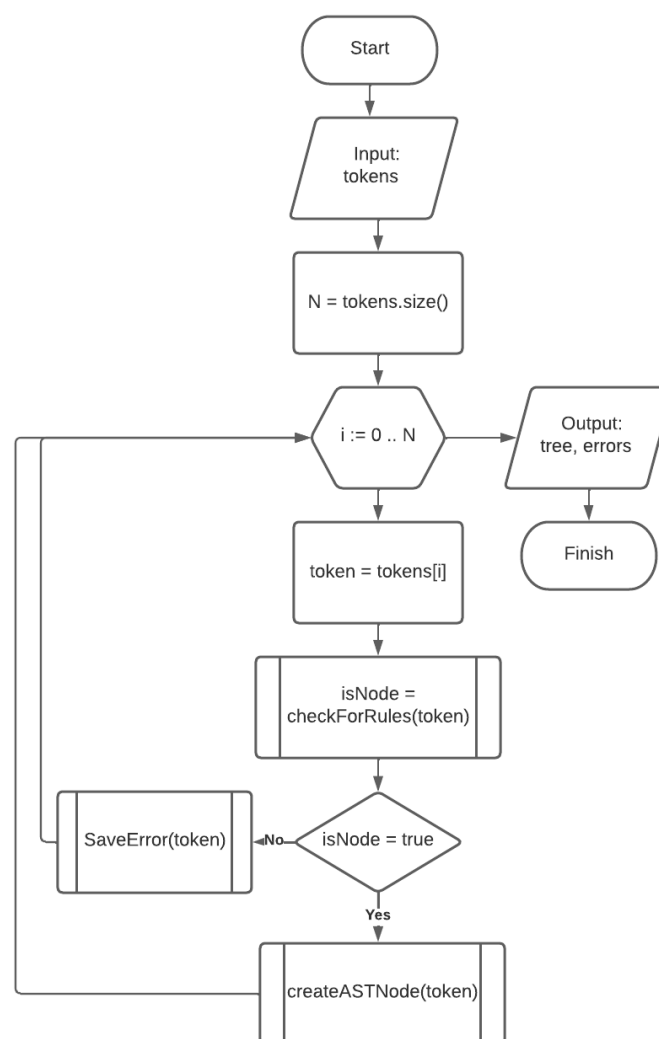 Start
Input:
tokens
N = tokens.size()
i := 0 .. N
Output:
tree, errors
Finish
token = tokens[i]
isNode =
checkForRules(token)
isNode = true
No
SaveError(token)
Yes
createASTNode(token)